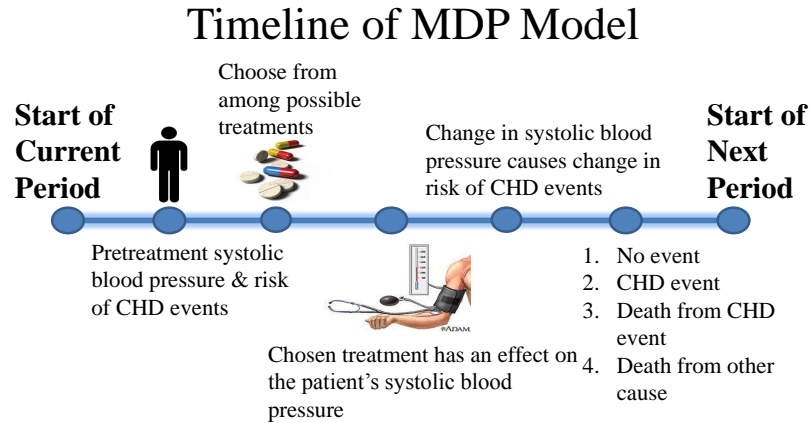 Timeline of MDP Model
Start of
Current
Period
Pretreatment systolic
blood pressure & risk
of CHD events
Choose from
among possible
treatments
Chosen treatment has an effect on
the patient's systolic blood
pressure
Change in systolic blood
pressure causes change in
risk of CHD events
1. No event
2. CHD event
3. Death from CHD
event
4. Death from other
cause
Start of
Next
Period
ADAM